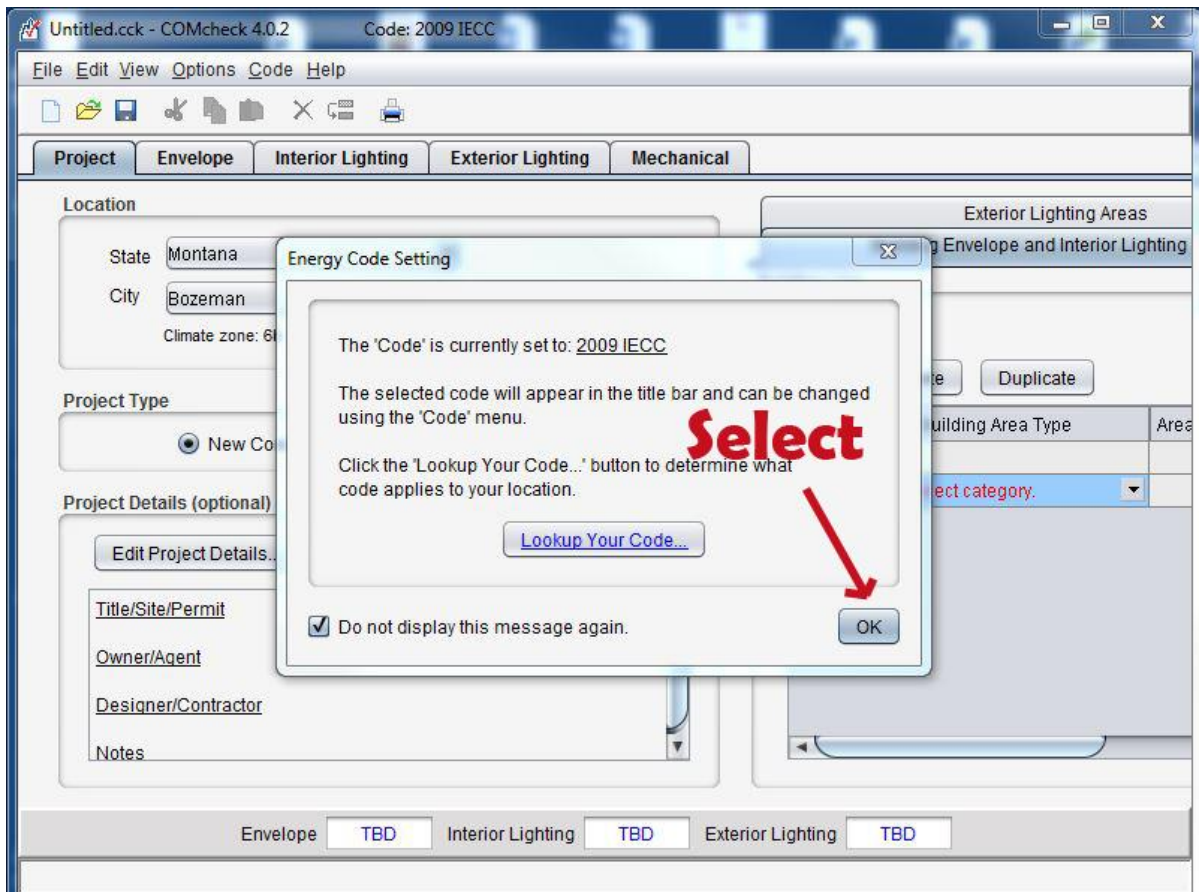 Untitled.cck - COMcheck 4.0.2 Code: 2009 IECC
File Edit View Options Code Help
Project Envelope Interior Lighting Exterior Lighting Mechanical
Location
State Montana
City Bozeman
Climate zone:
Project Type
New
Project Details (optional)
Edit Project Details..
Title/Site/Permit
Owner/Agent
Designer/Contractor
Notes
Exterior Lighting Areas
Envelope and Interior Lighting
Duplicate
Area Type
Area
category.
Energy Code Setting
The 'Code' is currently set to: 2009 IECC
The selected code will appear in the title bar and can be changed
using the 'Code' menu.
Click the 'Lookup Your Code...' button to determine what
code applies to your location.
Lookup Your Code...
Do not display this message again.
OK
Select
Envelope TBD Interior Lighting TBD Exterior Lighting TBD